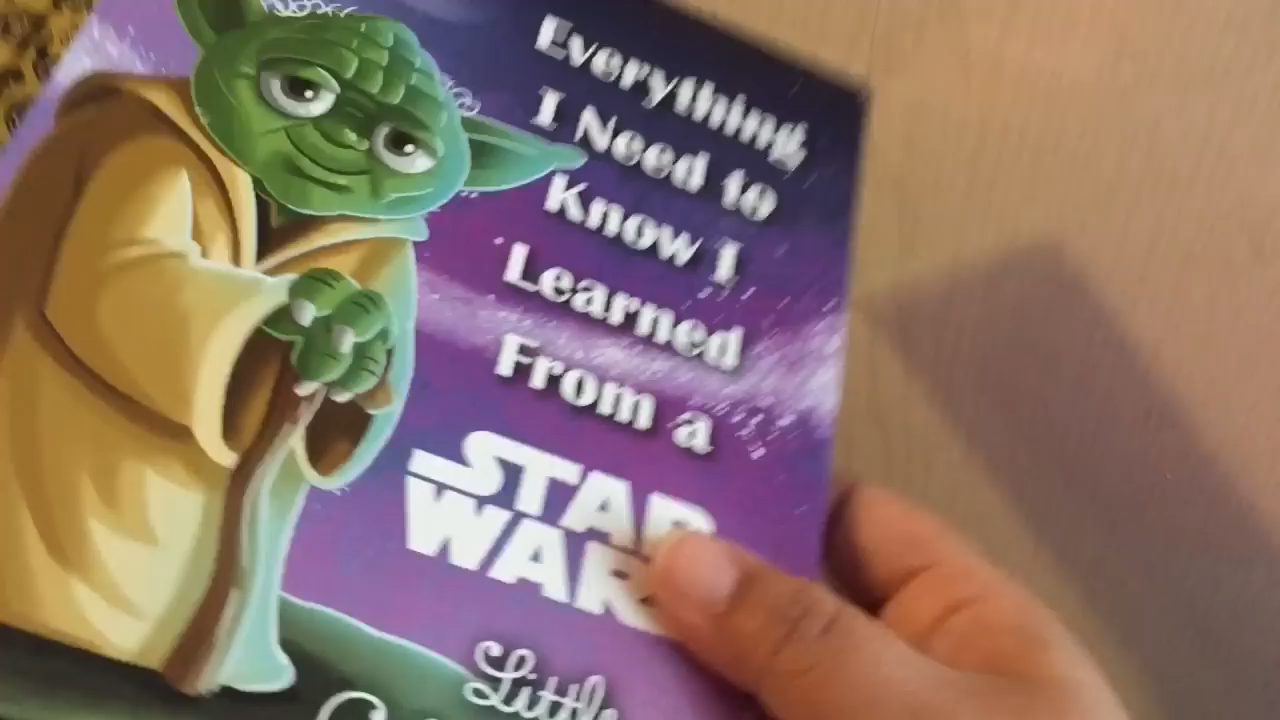 Everything
I Need to
Know I
Learned
From a
STAR
WAR
Little